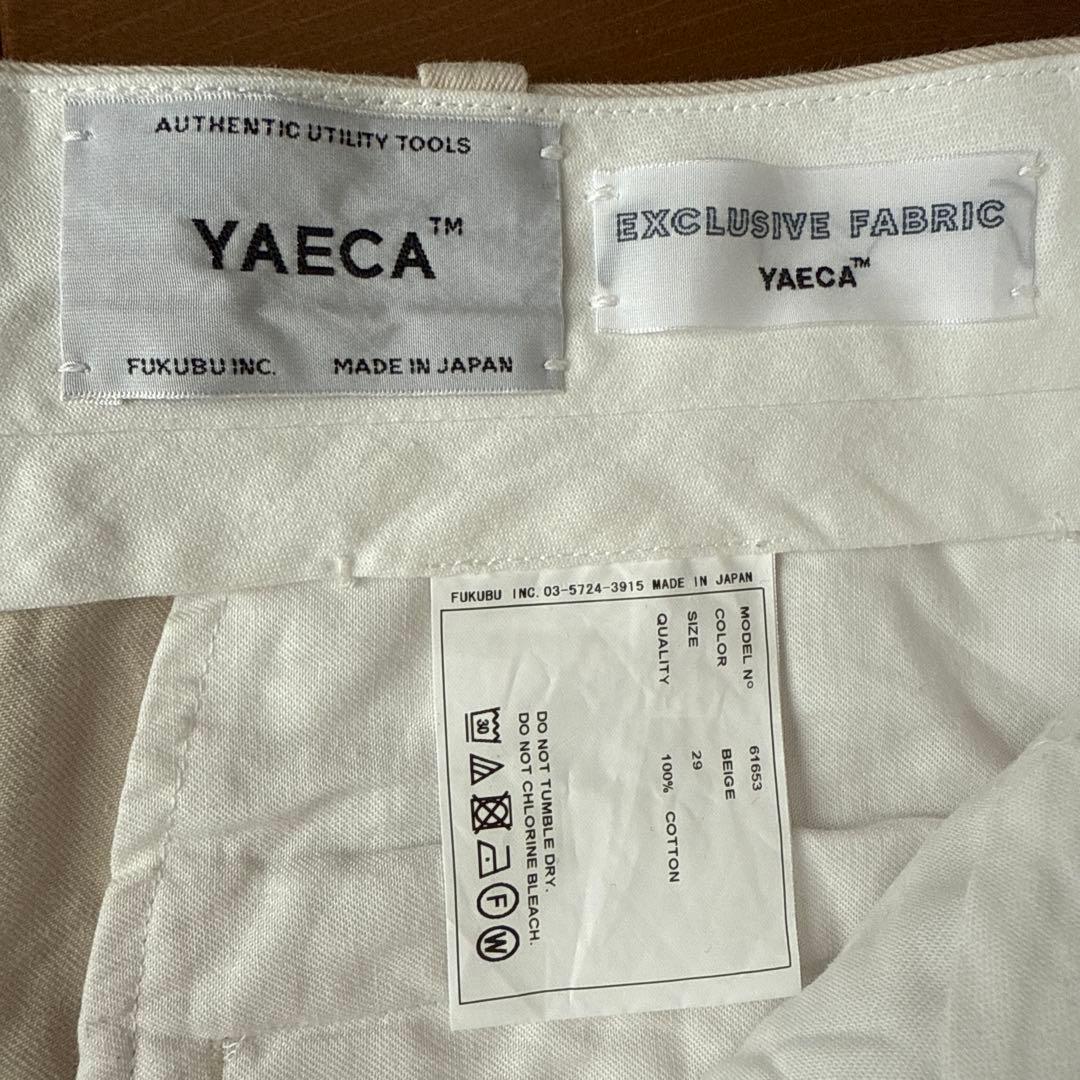 AUTHENTIC UTILITY TOOLS
YAECA™
FUKUBU INC. MADE IN JAPAN
EXCLUSIVE FABRIC
YAECA™
FUKUBU INC. 03-5724-3915 MADE IN JAPAN
MODEL Nº 61653
COLOR BEIGE
SIZE 29
QUALITY 100% COTTON
DO NOT TUMBLE DRY.
DO NOT CHLORINE BLEACH.
30
F
W